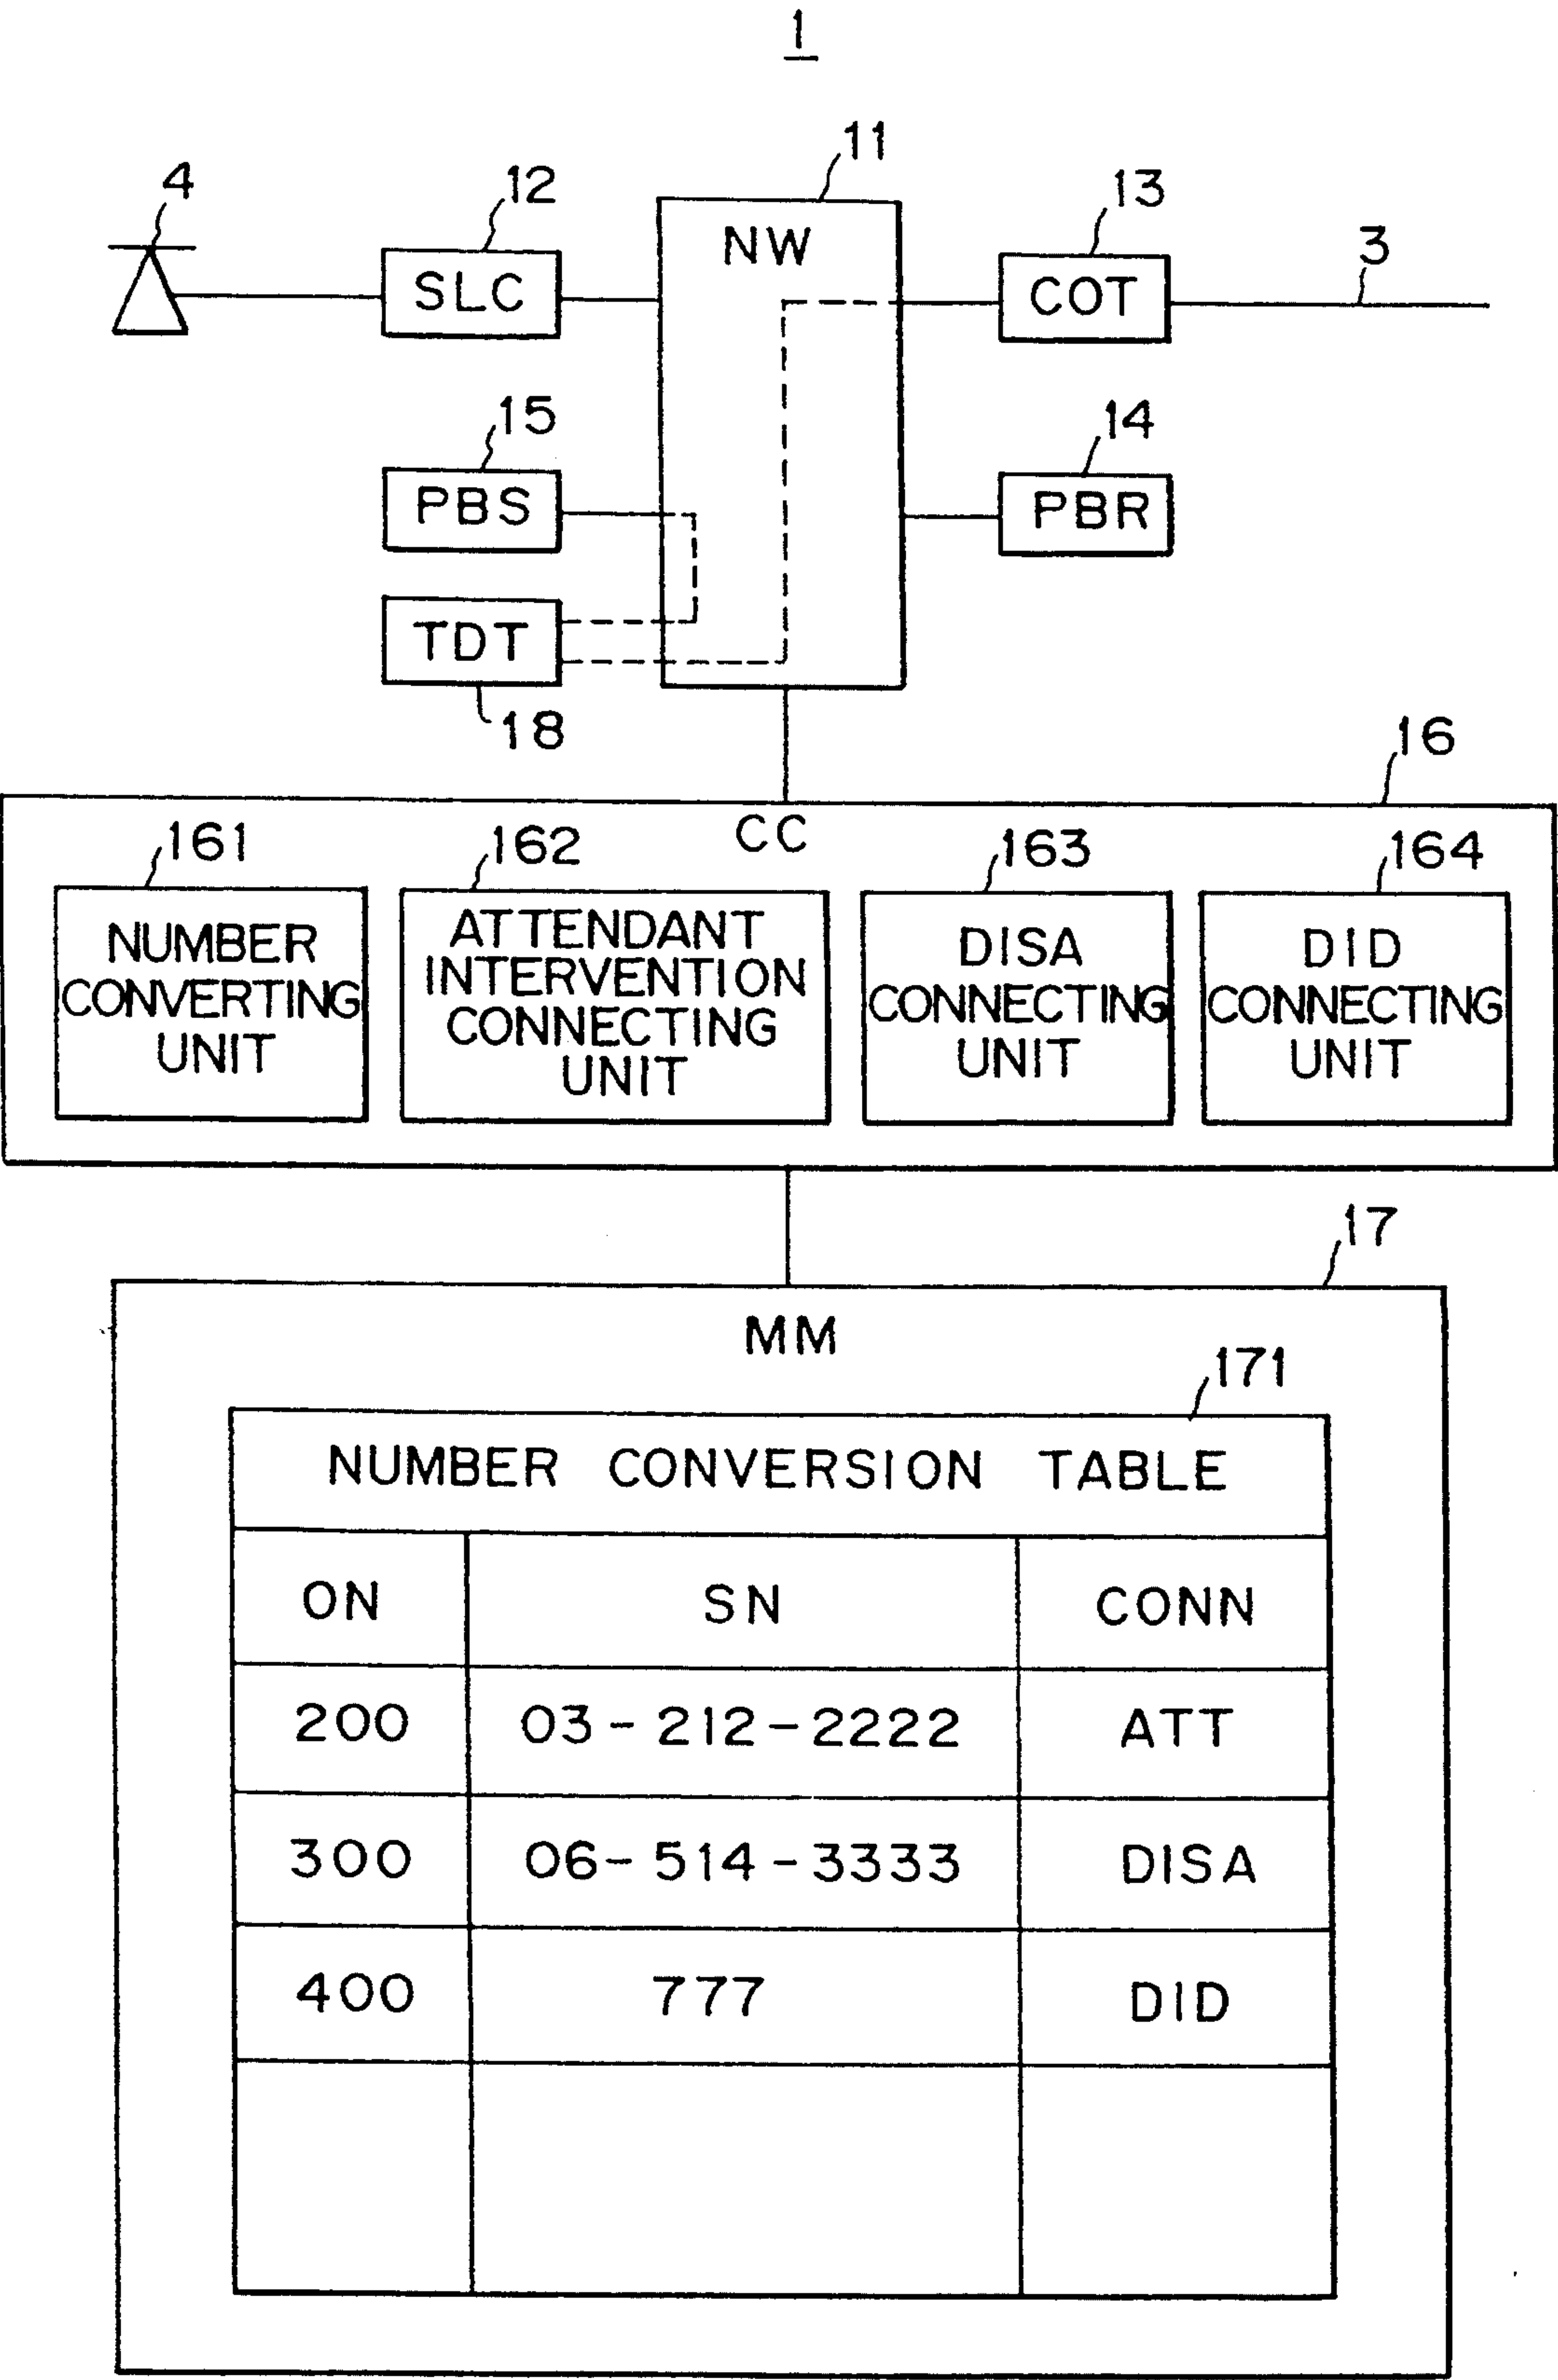 1
11
4
12
13
3
NW
SLC
COT
15
14
PBS
PBR
TDT
18
16
CC
161
162
163
164
NUMBER
CONVERTING
UNIT
ATTENDANT
INTERVENTION
CONNECTING
UNIT
DISA
CONNECTING
UNIT
DID
CONNECTING
UNIT
17
MM
171
NUMBER CONVERSION TABLE
ON SN CONN
200 03-212-2222 ATT
300 06-514-3333 DISA
400 777 DID